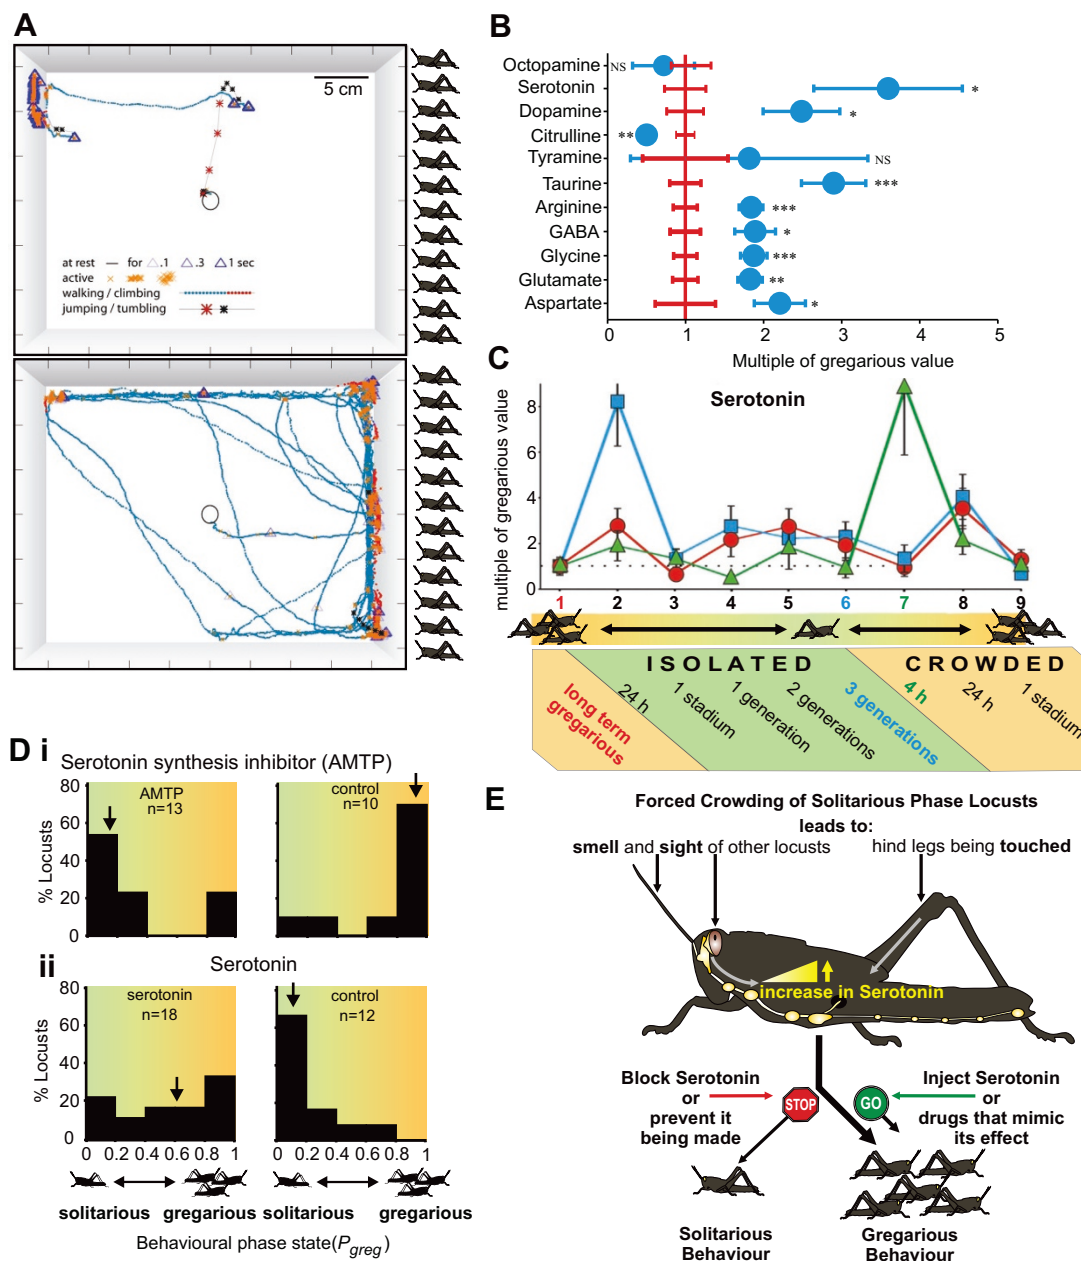 A
5 cm
at rest — for .1 .3 1 sec
active
walking / climbing
jumping / tumbling
B
Octopamine
NS
Serotonin
*
Dopamine
*
Citrulline
**
Tyramine
NS
Taurine
***
Arginine
***
GABA
*
Glycine
***
Glutamate
**
Aspartate
*
0 1 2 3 4 5
Multiple of gregarious value
C
Serotonin
multiple of gregarious value
8
6
4
2
0
1 2 3 4 5 6 7 8 9
ISOLATED
CROWDED
long term
gregarious
24 h
1 stadium
1 generation
2 generations
3 generations
4 h
24 h
1 stadium
D i
Serotonin synthesis inhibitor (AMTP)
% Locusts
80
60
40
20
0
AMTP
n=13
control
n=10
ii
Serotonin
% Locusts
80
60
40
20
0
serotonin
n=18
control
n=12
0 0.2 0.4 0.6 0.8 1
0 0.2 0.4 0.6 0.8 1
solitarious gregarious
solitarious gregarious
Behavioural phase state(Pgreg)
E
Forced Crowding of Solitarious Phase Locusts
leads to:
smell and sight of other locusts
hind legs being touched
increase in Serotonin
Block Serotonin
or
prevent it
being made
STOP
GO
Inject Serotonin
or
drugs that mimic
its effect
Solitarious
Behaviour
Gregarious
Behaviour